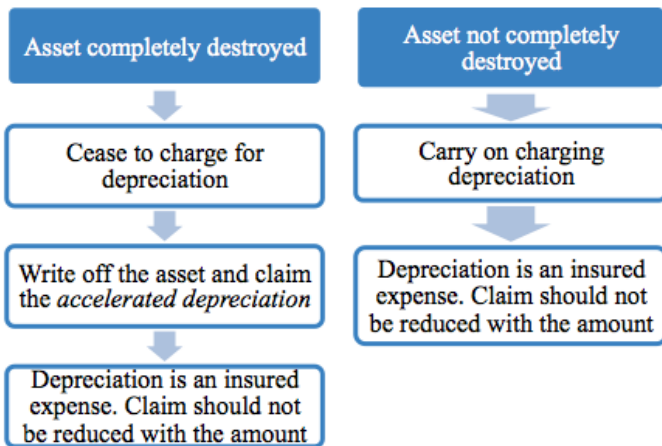 Asset completely destroyed
Cease to charge for
depreciation
Write off the asset and claim
the accelerated depreciation
Depreciation is an insured
expense. Claim should not
be reduced with the amount
Asset not completely
destroyed
Carry on charging
depreciation
Depreciation is an insured
expense. Claim should not
be reduced with the amount